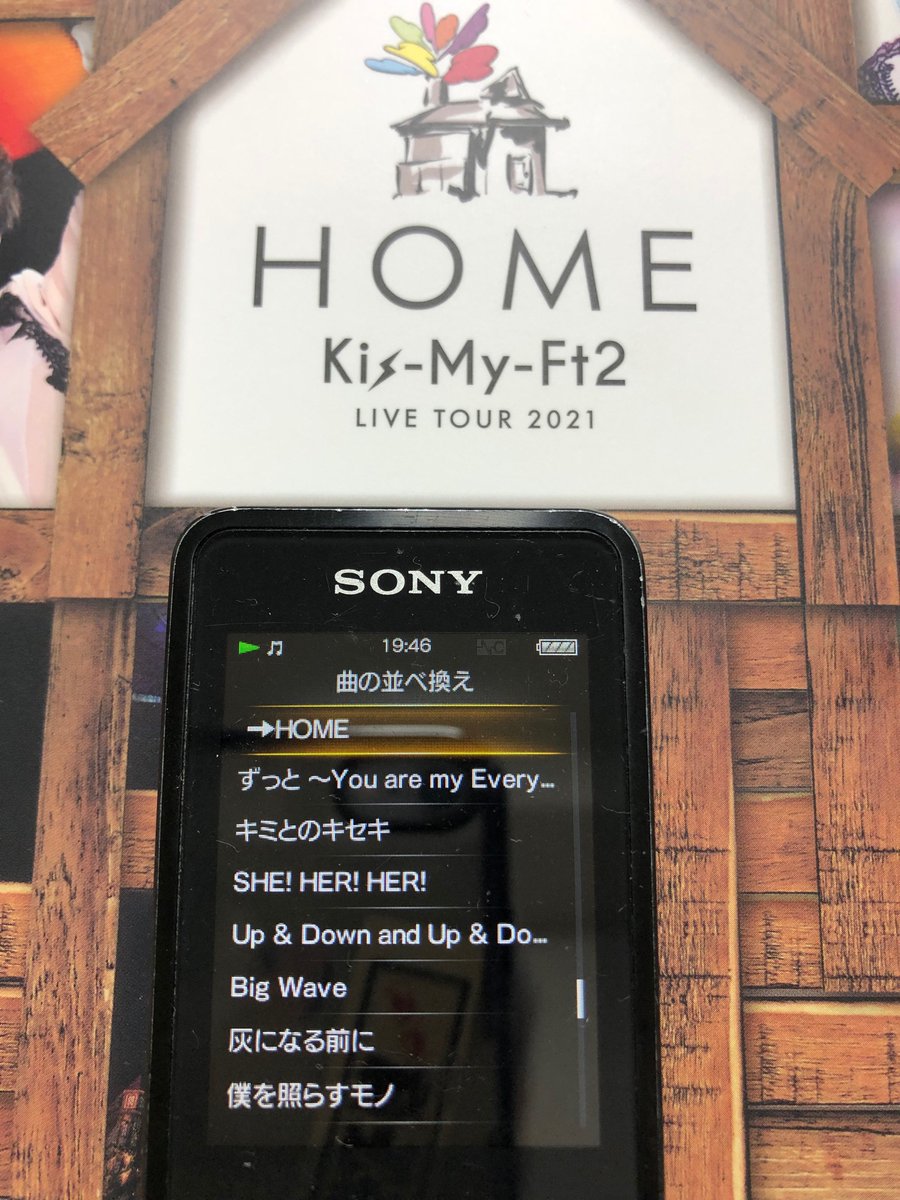 HOME
Kis-My-Ft2
LIVE TOUR 2021
SONY
19:46
曲の並べ換え
→HOME
ずっと ～You are my Every...
キミとのキセキ
SHE! HER! HER!
Up & Down and Up & Do...
Big Wave
灰になる前に
僕を照らすモノ